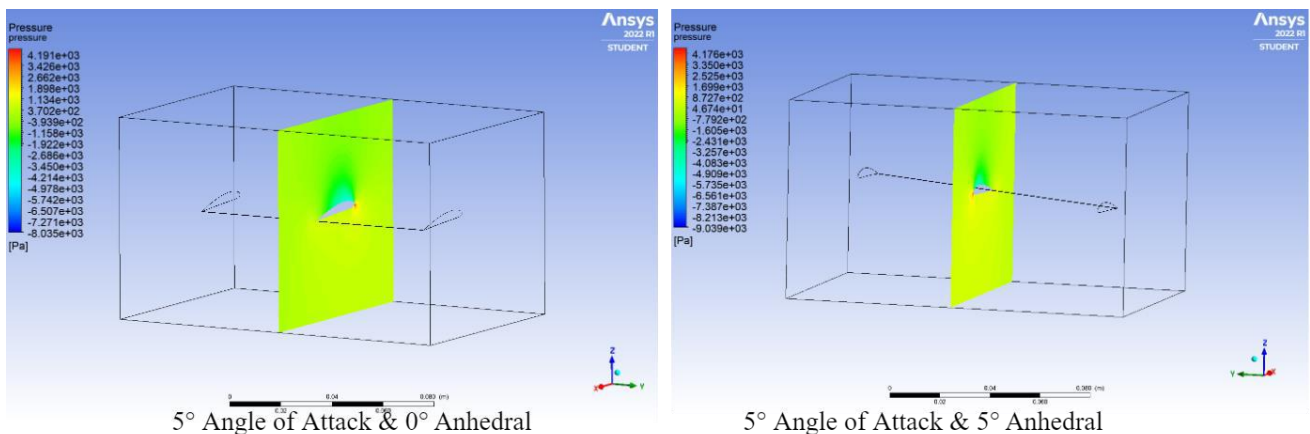 Pressure
pressure
4.191e+03
3.426e+03
2.662e+03
1.898e+03
1.134e+03
3.702e+02
-3.939e+02
-1.158e+03
-1.922e+03
-2.686e+03
-3.450e+03
-4.214e+03
-4.978e+03
-5.742e+03
-6.507e+03
-7.271e+03
-8.035e+03
[Pa]
Ansys
2022 R1
STUDENT
Z
X
Y
0.04
0.080 (m)
0.02
5° Angle of Attack & 0° Anhedral
Pressure
pressure
4.176e+03
3.350e+03
2.525e+03
1.699e+03
8.727e+02
4.674e+01
-7.792e+02
-1.605e+03
-2.431e+03
-3.257e+03
-4.083e+03
-4.909e+03
-5.735e+03
-6.561e+03
-7.387e+03
-8.213e+03
-9.039e+03
[Pa]
Ansys
2022 R1
STUDENT
Z
Y
X
0
0.04
0.080 (m)
0.02
5° Angle of Attack & 5° Anhedral